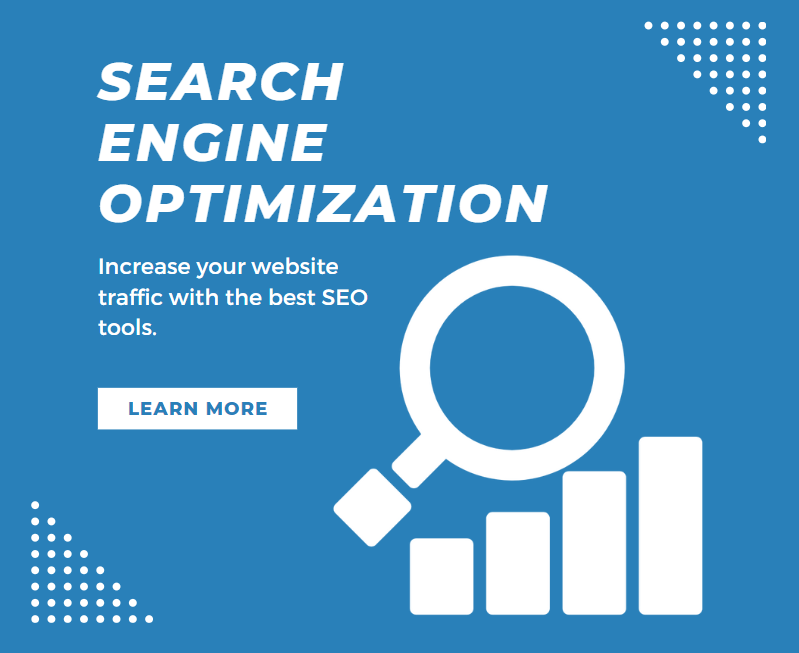 SEARCH
ENGINE
OPTIMIZATION
Increase your website
traffic with the best SEO
tools.
LEARN MORE